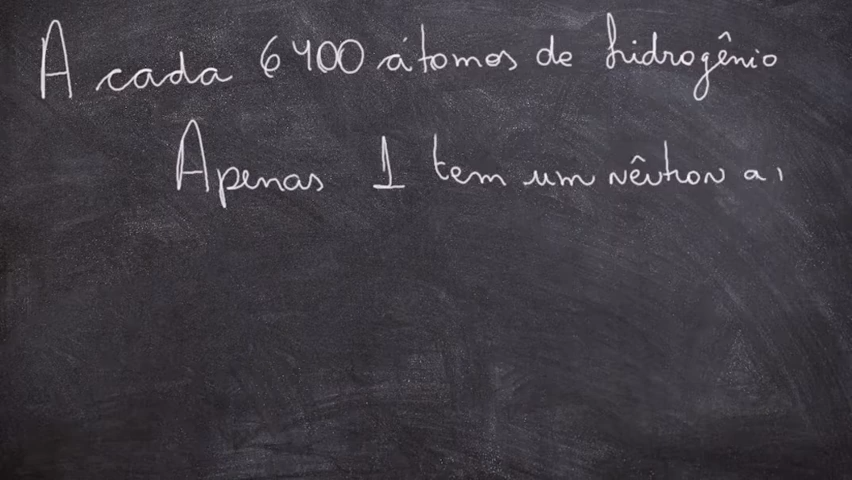 A cada 6400 átomos de hidrogênio
Apenas 1 tem um nêutron a